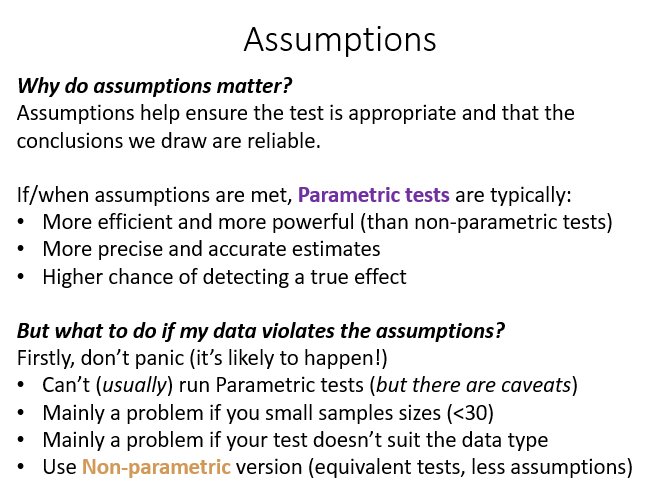 Assumptions
Why do assumptions matter?
Assumptions help ensure the test is appropriate and that the
conclusions we draw are reliable.
If/when assumptions are met, Parametric tests are typically:
• More efficient and more powerful (than non-parametric tests)
• More precise and accurate estimates
• Higher chance of detecting a true effect
But what to do if my data violates the assumptions?
Firstly, don’t panic (it’s likely to happen!)
• Can’t (usually) run Parametric tests (but there are caveats)
• Mainly a problem if you small samples sizes (<30)
• Mainly a problem if your test doesn’t suit the data type
• Use Non-parametric version (equivalent tests, less assumptions)